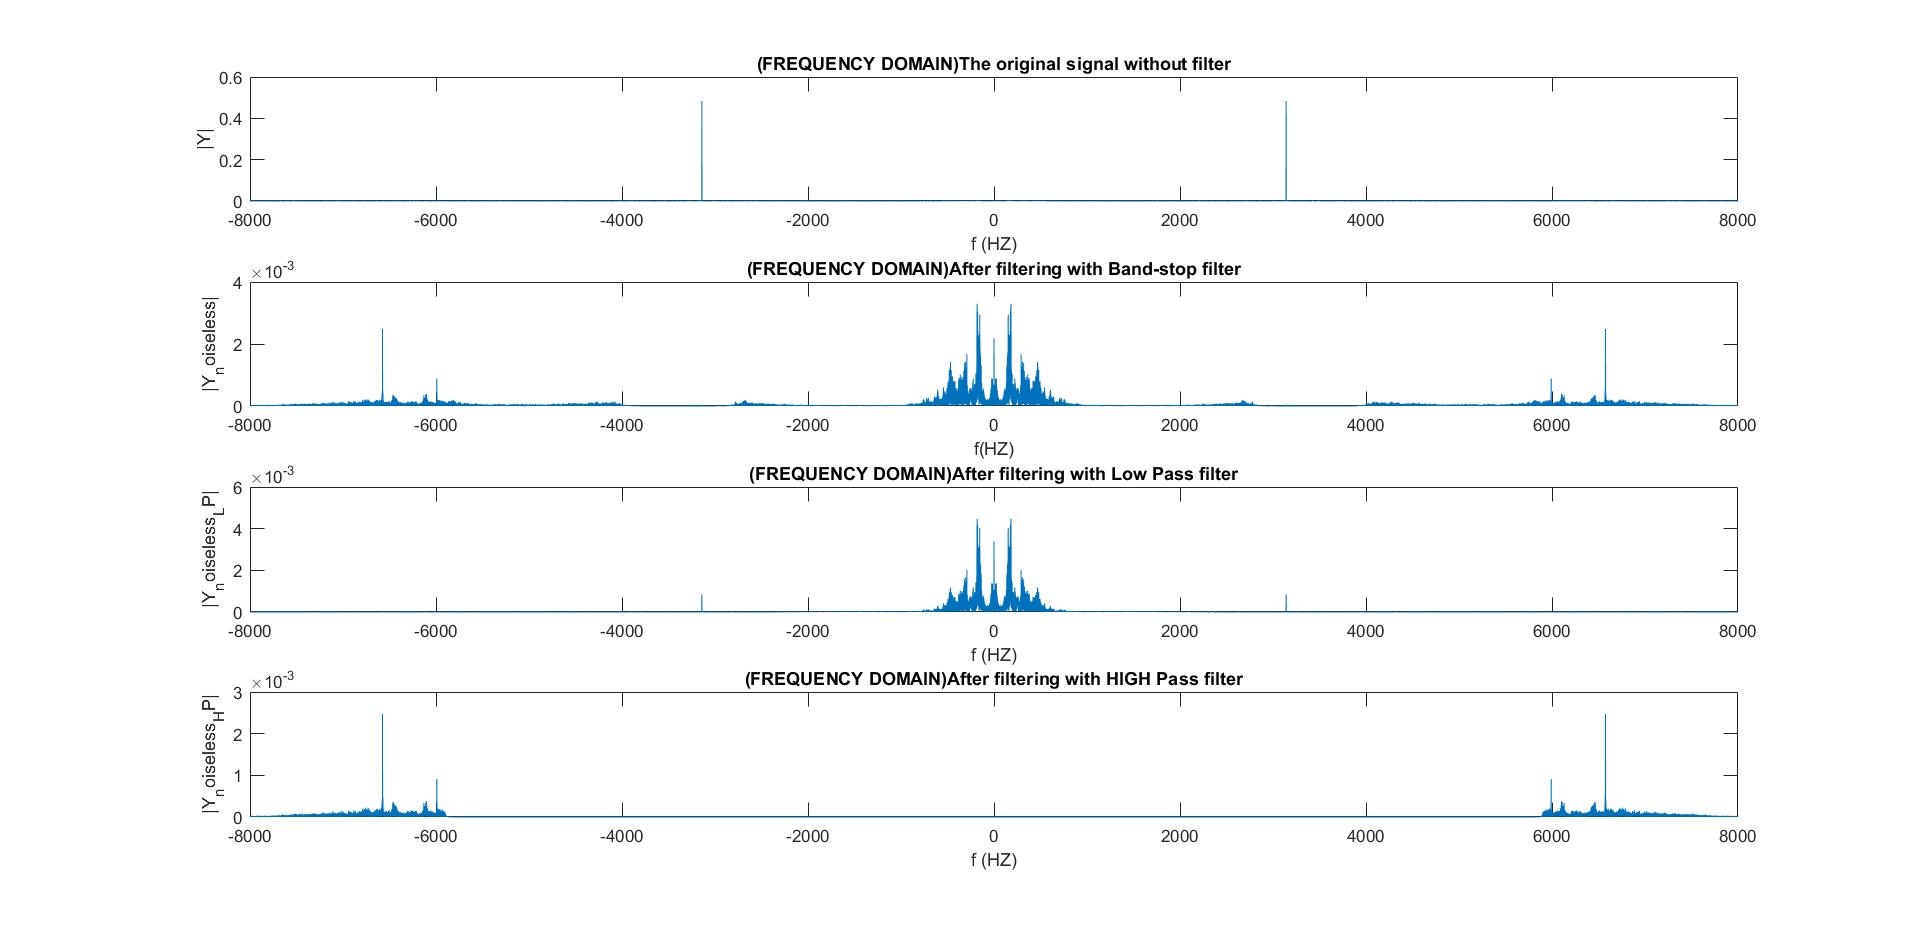 (FREQUENCY DOMAIN)The original signal without filter
0.6
0.4
0.2
0
|Y|
-8000 -6000 -4000 -2000 0 2000 4000 6000 8000
f (HZ)
×10-3
(FREQUENCY DOMAIN)After filtering with Band-stop filter
4
2
0
|Ynoiseless|
-8000 -6000 -4000 -2000 0 2000 4000 6000 8000
f(HZ)
×10-3
(FREQUENCY DOMAIN)After filtering with Low Pass filter
6
4
2
0
|YnoiselessLP|
-8000 -6000 -4000 -2000 0 2000 4000 6000 8000
f (HZ)
×10-3
(FREQUENCY DOMAIN)After filtering with HIGH Pass filter
3
2
1
0
|YnoiselessHP|
-8000 -6000 -4000 -2000 0 2000 4000 6000 8000
f (HZ)